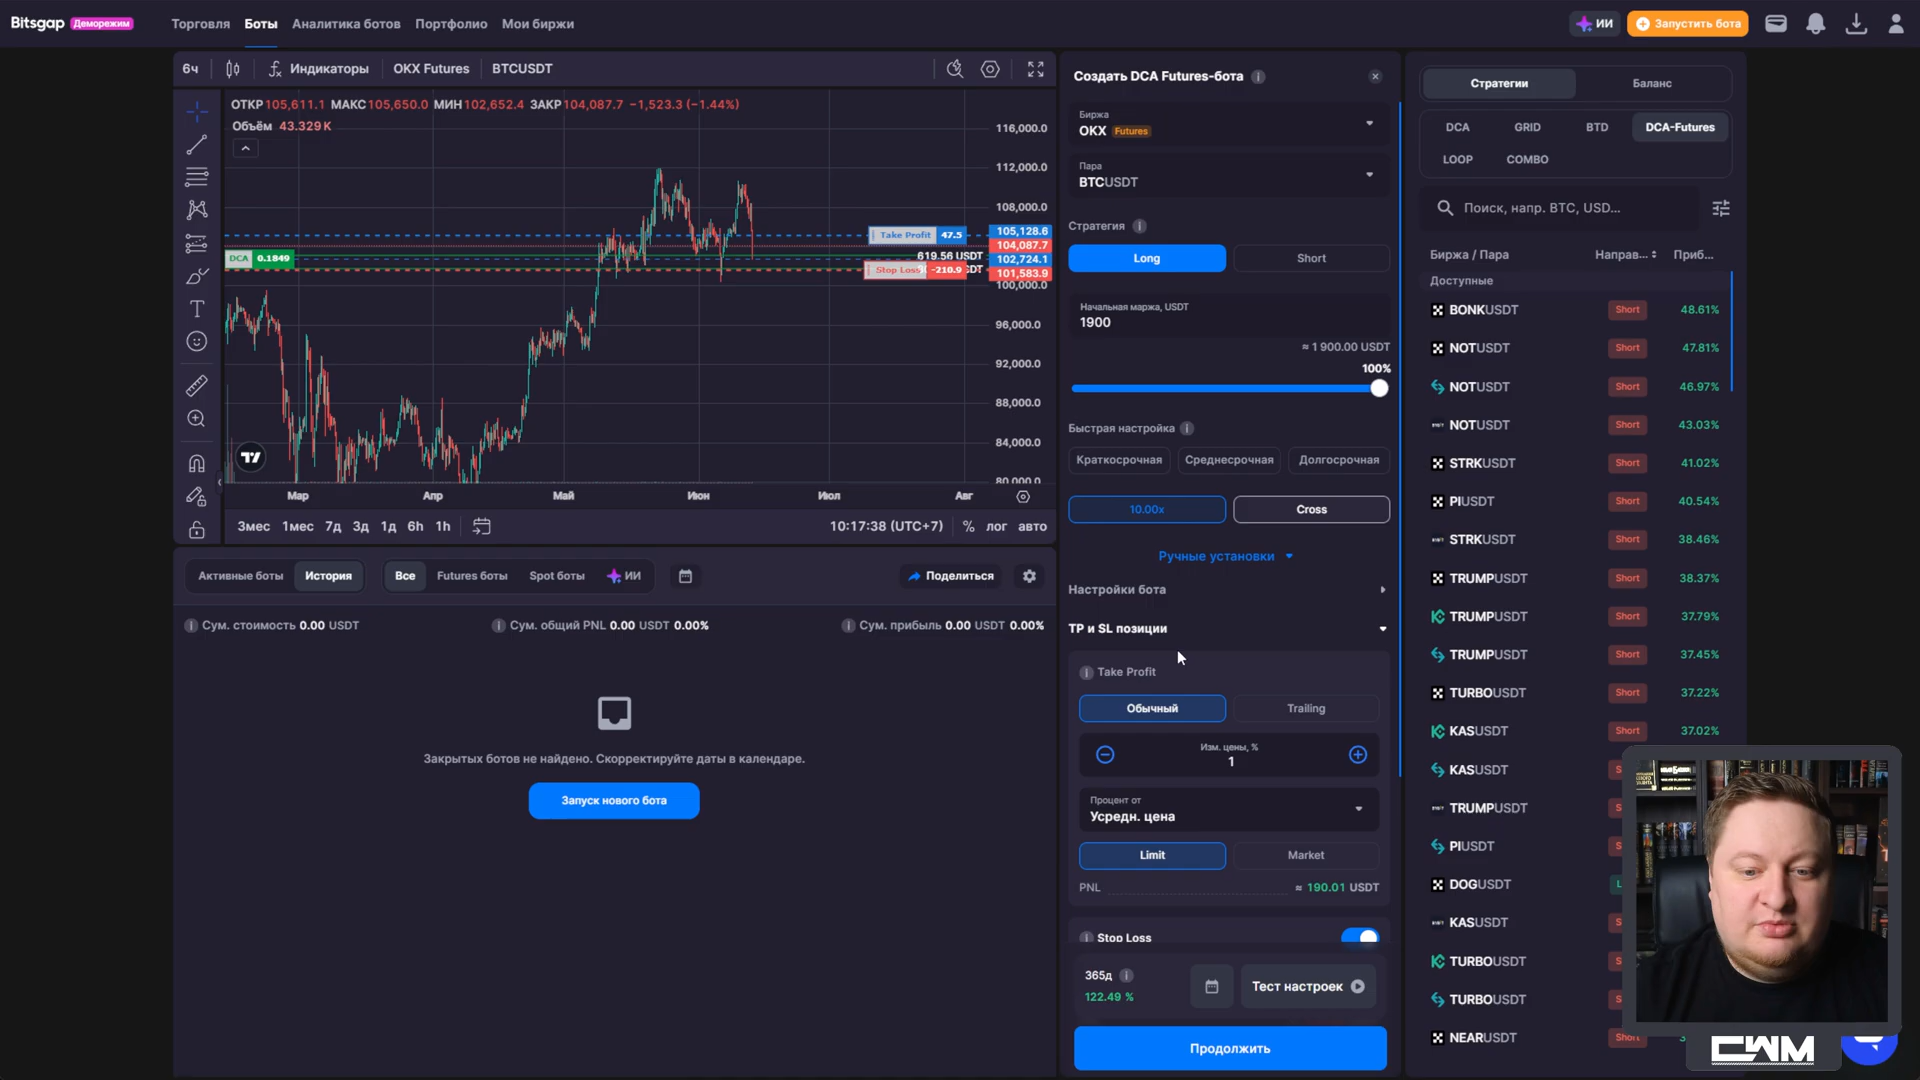 Bitsgap Деморежим
Торговля Боты Аналитика ботов Портфолио Мои биржи
ИИ Запустить бота
6ч Индикаторы OKX Futures BTCUSDT
ОТКР105,611.1 МАКС105,650.0 МИН102,652.4 ЗАКР104,087.7 −1,523.3 (−1.44%)
Объём 43.329 K
116,000.0
112,000.0
108,000.0
Take Profit 47.5 105,128.6
104,087.7
DCA 0.1849 619.56 USDT 102,724.1
Stop Loss -210.9 101,583.9
100,000.0
96,000.0
92,000.0
88,000.0
84,000.0
80,000.0
Мар Апр Май Июн Июл Авг
3мес 1мес 7д 3д 1д 6h 1h 10:17:38 (UTC+7) % лог авто
Активные боты История Все Futures боты Spot боты ИИ Поделиться
Сум. стоимость 0.00 USDT Сум. общий PNL 0.00 USDT 0.00% Сум. прибыль 0.00 USDT 0.00%
Закрытых ботов не найдено. Скорректируйте даты в календаре.
Запуск нового бота
Создать DCA Futures-бота
Биржа
OKX Futures
Пара
BTCUSDT
Стратегия
Long Short
Начальная маржа, USDT
1900
≈ 1 900.00 USDT
100%
Быстрая настройка
Краткосрочная Среднесрочная Долгосрочная
10.00x Cross
Ручные установки
Настройки бота
TP и SL позиции
Take Profit
Обычный Trailing
Изм. цены, %
1
Процент от
Усредн. цена
Limit Market
PNL ≈ 190.01 USDT
Stop Loss
365д
122.49 %
Тест настроек
Продолжить
Стратегии Баланс
DCA GRID BTD DCA-Futures
LOOP COMBO
Поиск, напр. BTC, USD...
Биржа / Пара Направ... Приб...
Доступные
BONKUSDT Short 48.61%
NOTUSDT Short 47.81%
NOTUSDT Short 46.97%
NOTUSDT Short 43.03%
STRKUSDT Short 41.02%
PIUSDT Short 40.54%
STRKUSDT Short 38.46%
TRUMPUSDT Short 38.37%
TRUMPUSDT Short 37.79%
TRUMPUSDT Short 37.45%
TURBOUSDT Short 37.22%
KASUSDT Short 37.02%
KASUSDT
TRUMPUSDT
PIUSDT
DOGUSDT
KASUSDT
TURBOUSDT
TURBOUSDT
NEARUSDT Short
CWM